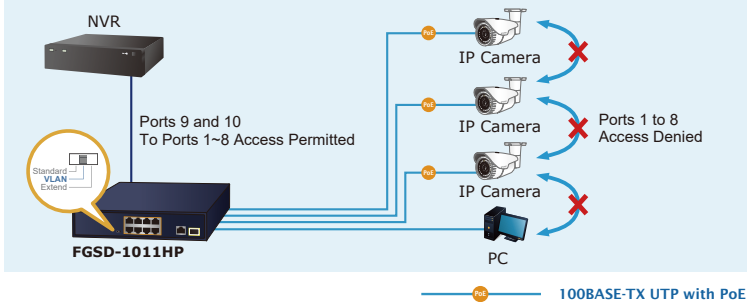 NVR
PoE
IP Camera
Ports 9 and 10
To Ports 1~8 Access Permitted
PoE
IP Camera
Ports 1 to 8
Access Denied
Standard
VLAN
Extend
PoE
IP Camera
FGSD-1011HP
PC
PoE
100BASE-TX UTP with PoE